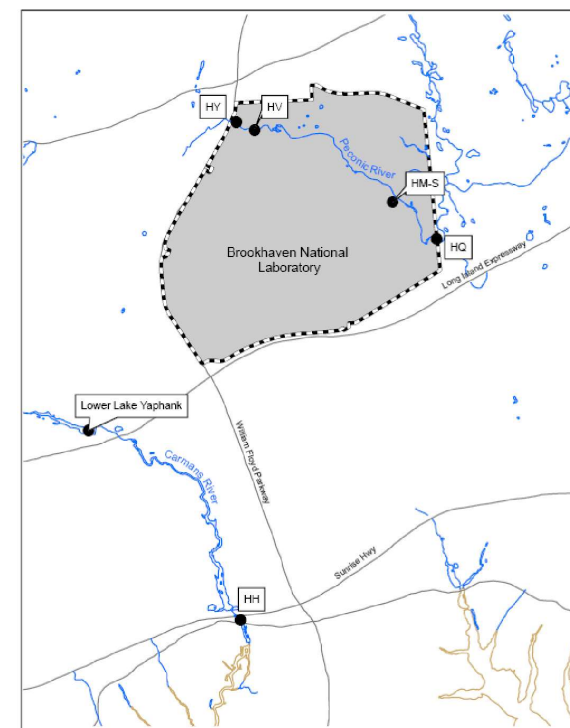 HY
HV
Peconic River
HM-S
HQ
Brookhaven National
Laboratory
Long Island Expressway
Lower Lake Yaphank
Carmans River
William Floyd Parkway
Sunrise Hwy
HH